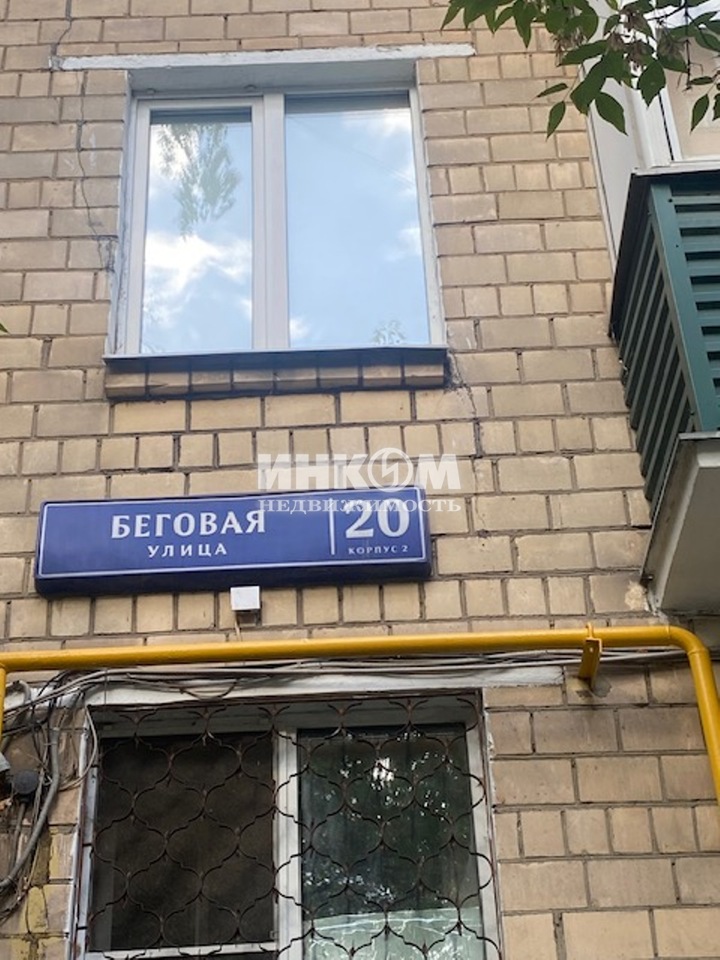 ИНКОМ
НЕДВИЖИМОСТЬ
БЕГОВАЯ
УЛИЦА
20
КОРПУС 2